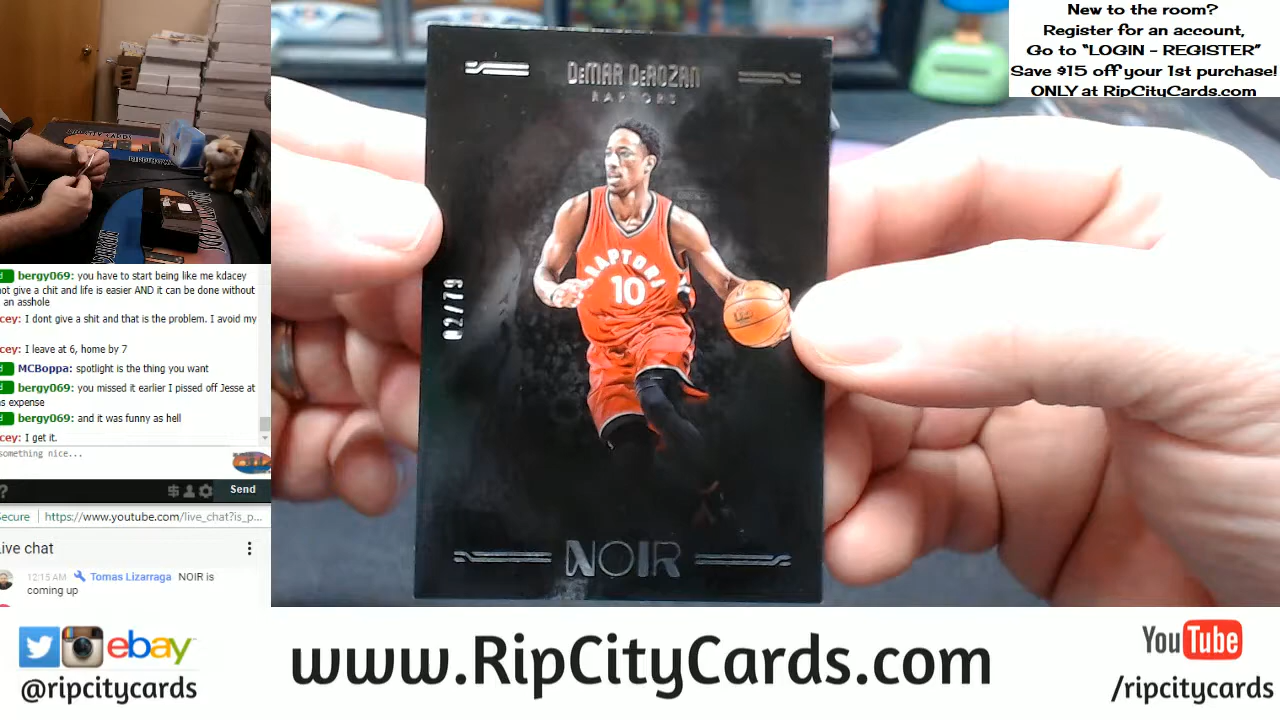 New to the room?
Register for an account,
Go to “LOGIN - REGISTER”
Save $15 off your 1st purchase!
ONLY at RipCityCards.com
DeMAR DeROZAN
RAPTORS
RAPTORS
10
02/79
NOIR
bergy069: you have to start being like me kdacey
at give a chit and life is easier AND it can be done without
an asshole
cey: I dont give a shit and that is the problem. I avoid my
cey: I leave at 6, home by 7
MCBoppa: spotlight is the thing you want
bergy069: you missed it earlier I pissed off Jesse at
s expense
bergy069: and it was funny as hell
cey: I get it.
something nice...
?
Send
Secure https://www.youtube.com/live_chat?is_p...
Live chat
12:15 AM Tomas Lizarraga NOIR is
coming up
ebay
@ripcitycards
www.RipCityCards.com
YouTube
/ripcitycards